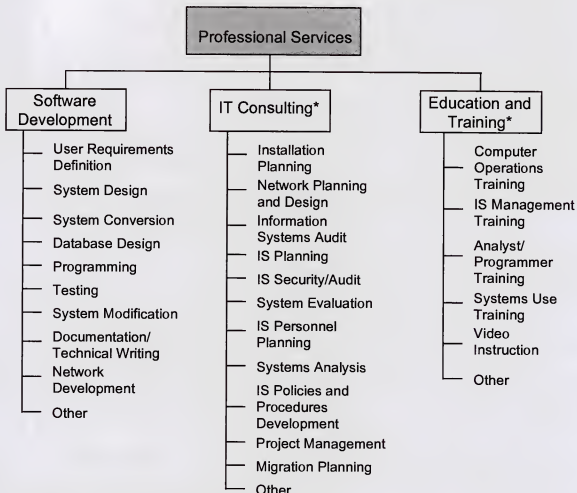 Professional Services
Software
Development
User Requirements
Definition
System Design
System Conversion
Database Design
Programming
Testing
System Modification
Documentation/
Technical Writing
Network
Development
Other
IT Consulting*
Installation
Planning
Network Planning
and Design
Information
Systems Audit
IS Planning
IS Security/Audit
System Evaluation
IS Personnel
Planning
Systems Analysis
IS Policies and
Procedures
Development
Project Management
Migration Planning
Other
Education and
Training*
Computer
Operations
Training
IS Management
Training
Analyst/
Programmer
Training
Systems Use
Training
Video
Instruction
Other